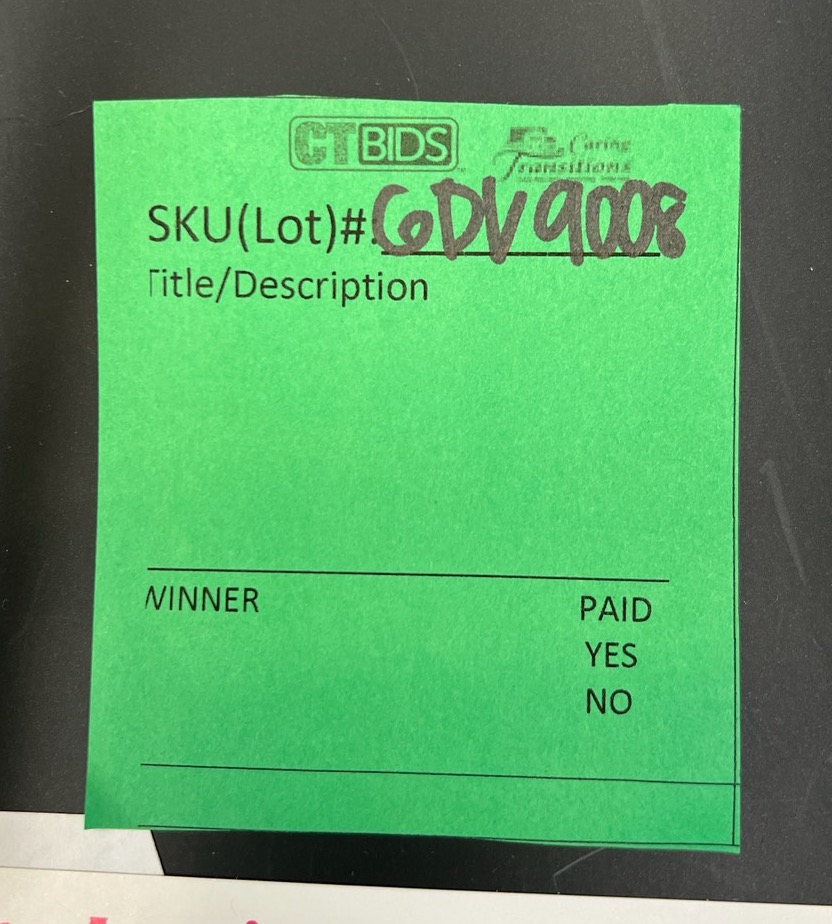 CTBIDS
Caring
Transitions
SKU(Lot)#:GDV9008
Title/Description
WINNER
PAID
YES
NO